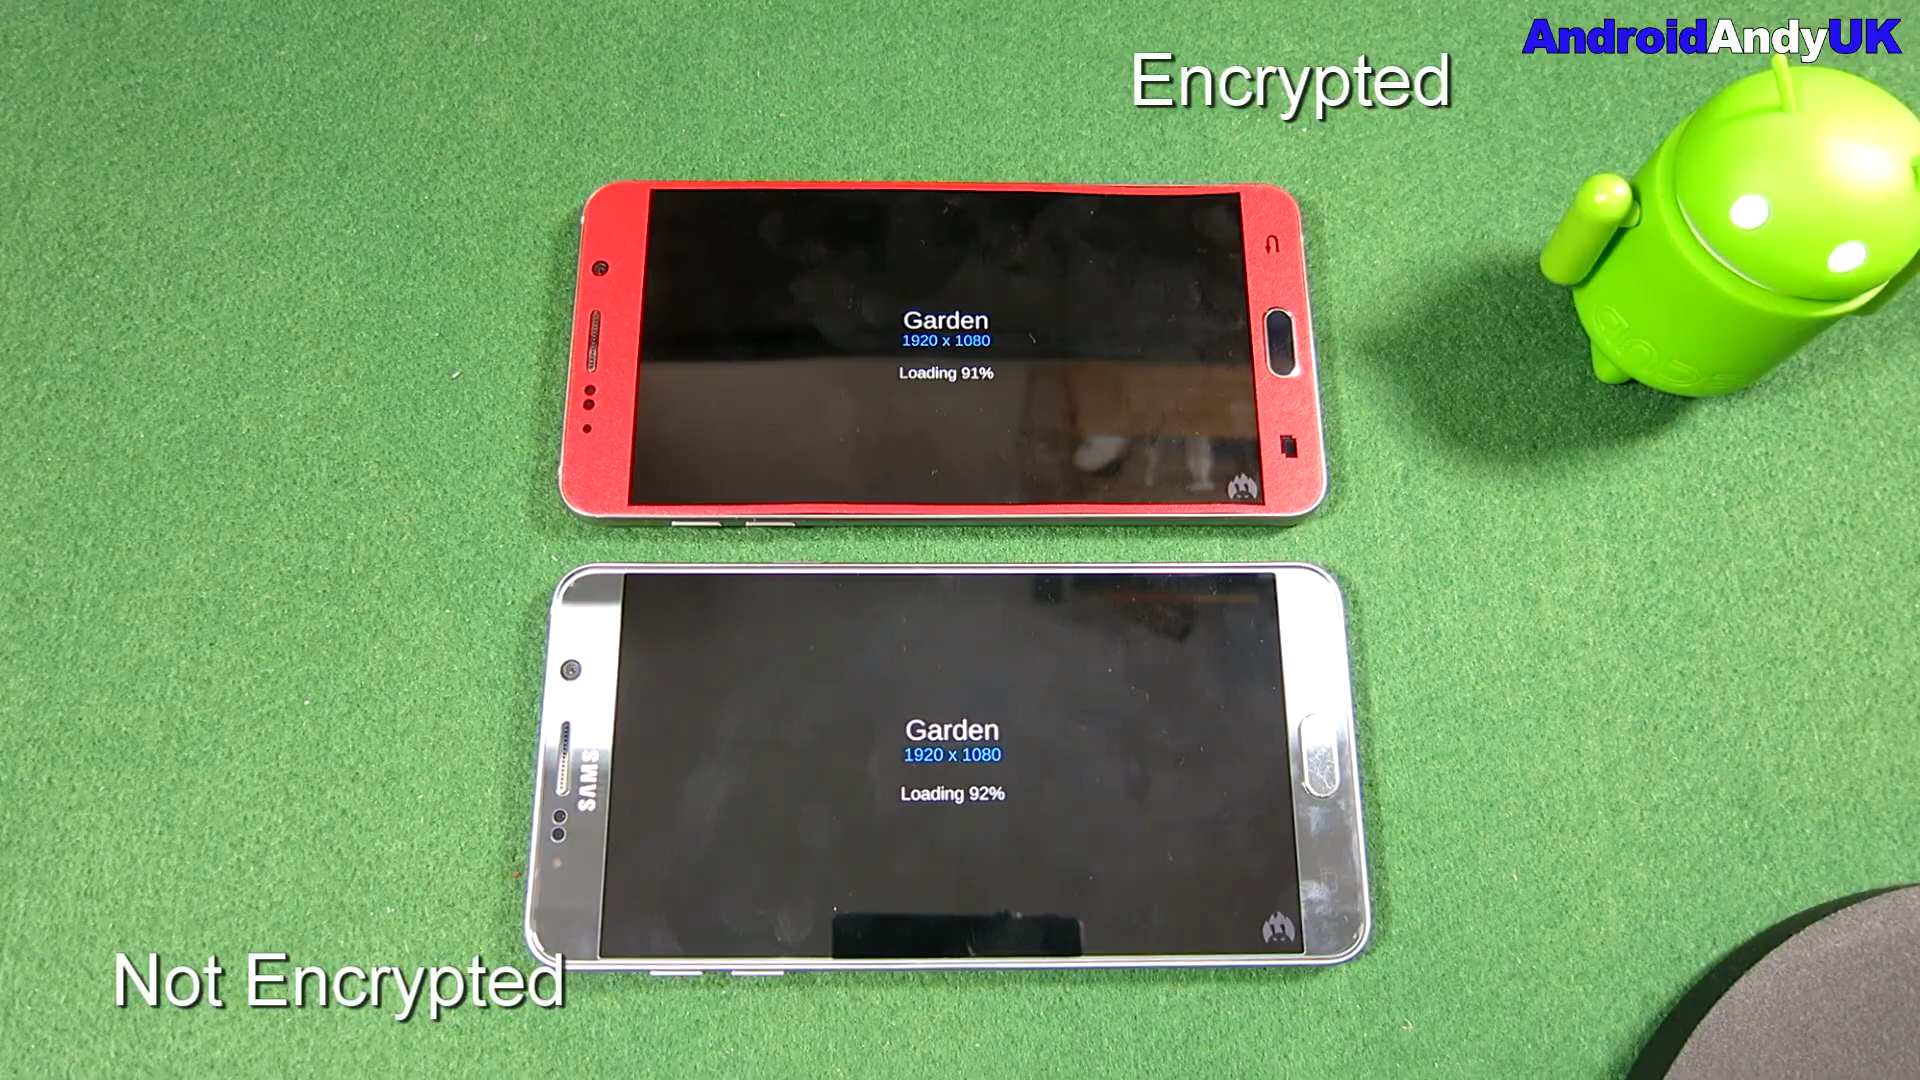 AndroidAndyUK
Encrypted
Garden
1920 x 1080
Loading 91%
SAMS
Garden
1920 x 1080
Loading 92%
Not Encrypted